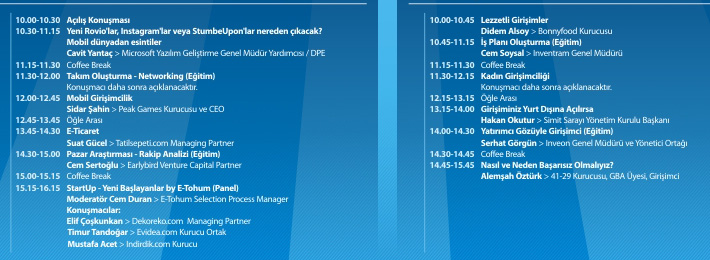 10.00-10.30 Açılış Konuşması
10.30-11.15 Yeni Rovio'lar, Instagram'lar veya StumbeUpon'lar nereden çıkacak?
Mobil dünyadan esintiler
Cavit Yantaç > Microsoft Yazılım Geliştirme Genel Müdür Yardımcısı / DPE
11.15-11.30 Coffee Break
11.30-12.00 Takım Oluşturma - Networking (Eğitim)
Konuşmacı daha sonra açıklanacaktır.
12.00-12.45 Mobil Girişimcilik
Sidar Şahin > Peak Games Kurucusu ve CEO
12.45-13.45 Öğle Arası
13.45-14.30 E-Ticaret
Suat Gücel > Tatilsepeti.com Managing Partner
14.30-15.00 Pazar Araştırması - Rakip Analizi (Eğitim)
Cem Sertoğlu > Earlybird Venture Capital Partner
15.00-15.15 Coffee Break
15.15-16.15 StartUp - Yeni Başlayanlar by E-Tohum (Panel)
Moderatör Cem Duran > E-Tohum Selection Process Manager
Konuşmacılar:
Elif Çoşkunkan > Dekoreko.com Managing Partner
Timur Tandoğar > Evidea.com Kurucu Ortak
Mustafa Acet > Indirdik.com Kurucu
10.00-10.45 Lezzetli Girişimler
Didem Alsoy > Bonnyfood Kurucusu
10.45-11.15 İş Planı Oluşturma (Eğitim)
Cem Soysal > Inventram Genel Müdürü
11.15-11.30 Coffee Break
11.30-12.15 Kadın Girişimciliği
Konuşmacı daha sonra açıklanacaktır.
12.15-13.15 Öğle Arası
13.15-14.00 Girişiminiz Yurt Dışına Açılırsa
Hakan Okutur > Simit Sarayı Yönetim Kurulu Başkanı
14.00-14.30 Yatırımcı Gözüyle Girişimci (Eğitim)
Serhat Görgün > Inveon Genel Müdürü ve Yönetici Ortağı
14.30-14.45 Coffee Break
14.45-15.45 Nasıl ve Neden Başarısız Olmalıyız?
Alemşah Öztürk > 41-29 Kurucusu, GBA Üyesi, Girişimci